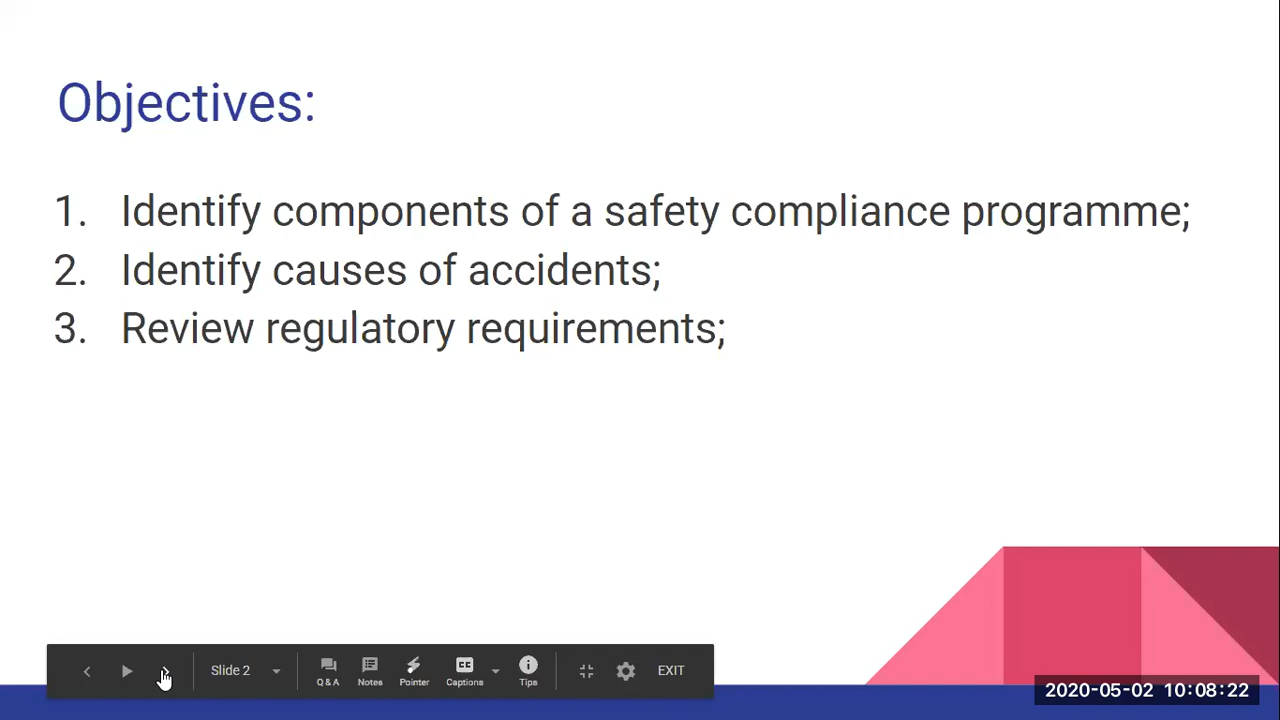 Objectives:
1. Identify components of a safety compliance programme;
2. Identify causes of accidents;
3. Review regulatory requirements;
Slide 2
Q & A
Notes
Pointer
CC
Captions
Tips
EXIT
2020-05-02 10:08:22